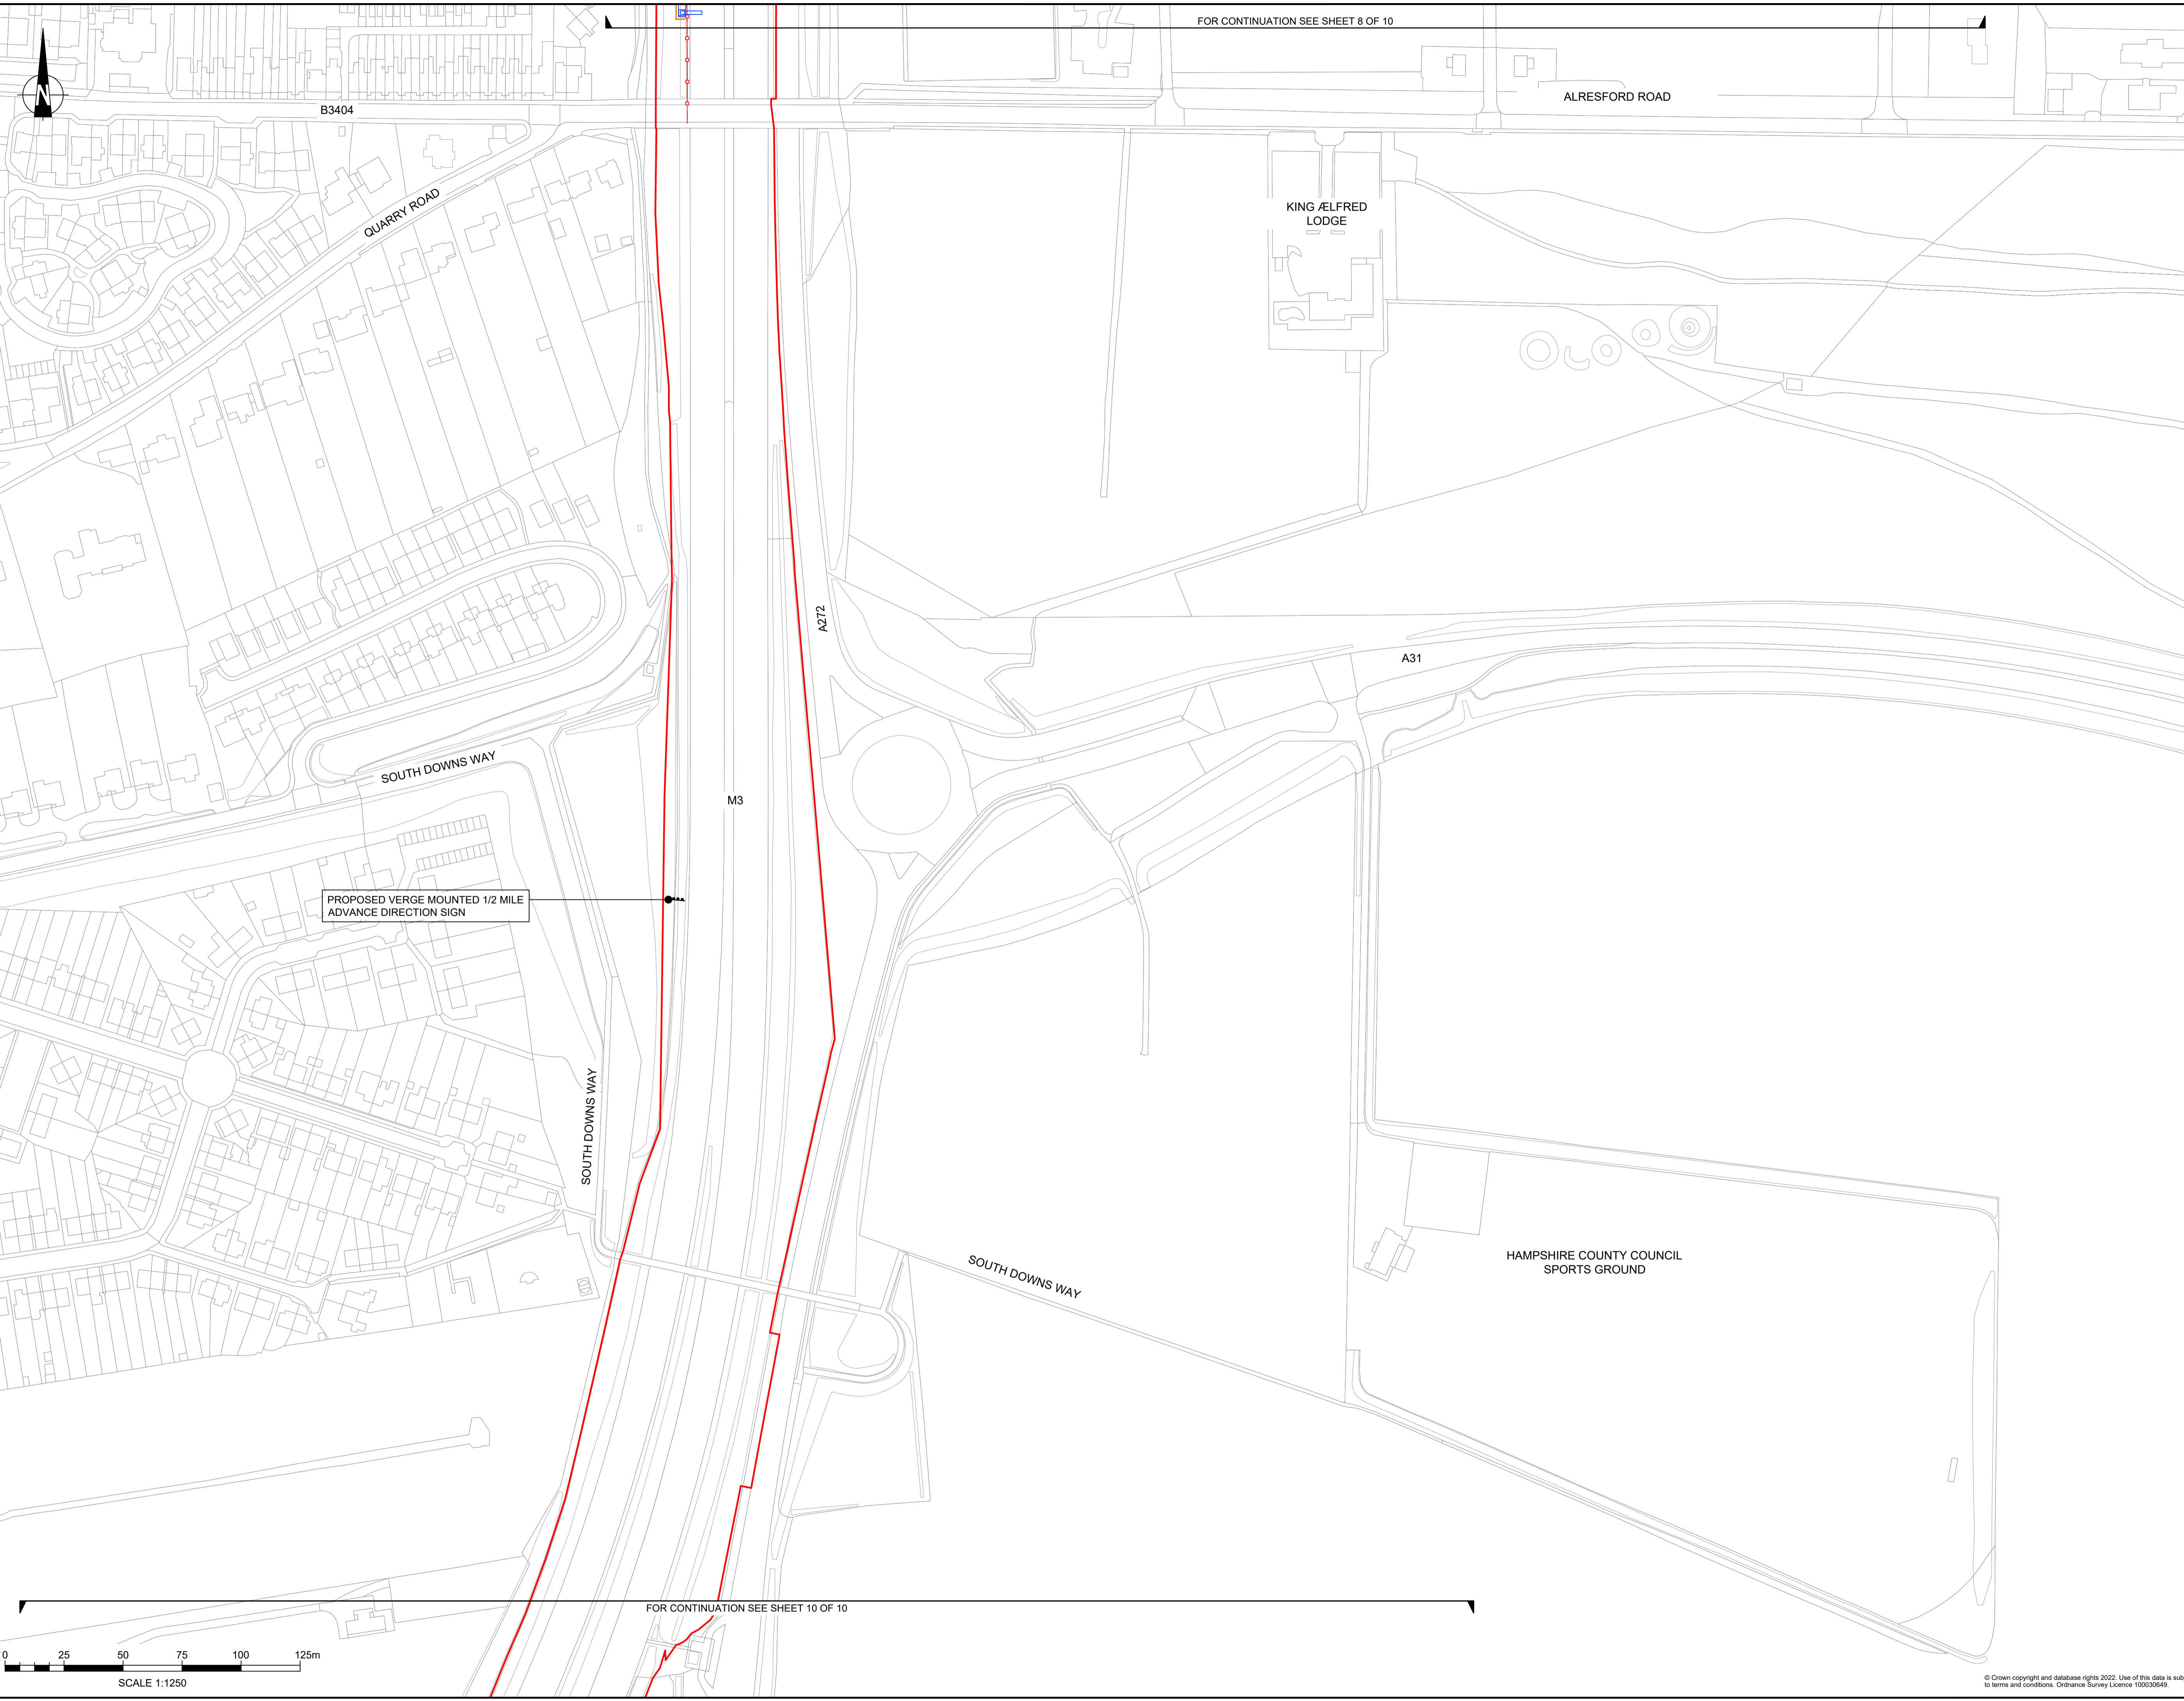 FOR CONTINUATION SEE SHEET 8 OF 10
N
B3404
ALRESFORD ROAD
QUARRY ROAD
KING ÆLFRED
LODGE
A272
A31
SOUTH DOWNS WAY
M3
PROPOSED VERGE MOUNTED 1/2 MILE
ADVANCE DIRECTION SIGN
SOUTH DOWNS WAY
SOUTH DOWNS WAY
HAMPSHIRE COUNTY COUNCIL
SPORTS GROUND
FOR CONTINUATION SEE SHEET 10 OF 10
0 25 50 75 100 125m
SCALE 1:1250
© Crown copyright and database rights 2022. Use of this data is sub
to terms and conditions. Ordnance Survey Licence 100030649.